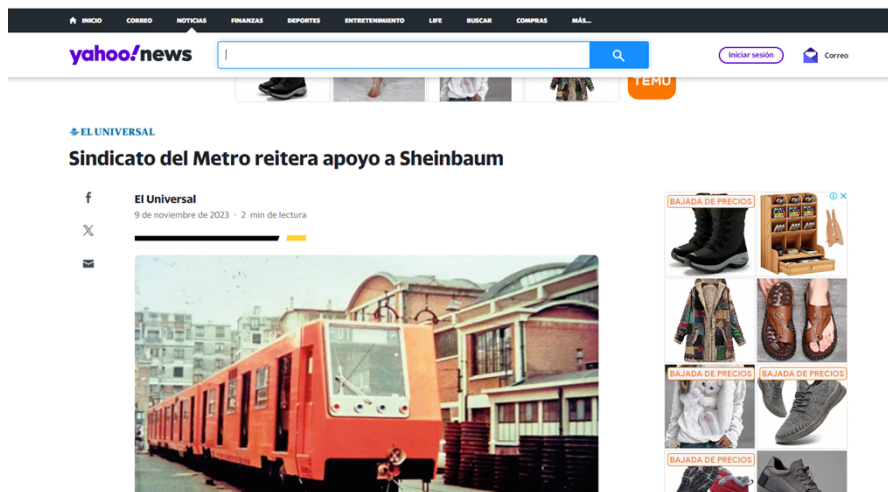 INICIO CORREO NOTICIAS FINANZAS DEPORTES ENTRETENIMIENTO LIFE BUSCAR COMPRAS MÁS...
yahoo!news
Iniciar sesión Correo
TEMU
EL UNIVERSAL
Sindicato del Metro reitera apoyo a Sheinbaum
El Universal
9 de noviembre de 2023 · 2 min de lectura
BAJADA DE PRECIOS
BAJADA DE PRECIOS BAJADA DE PRECIOS
BAJADA DE PRECIOS